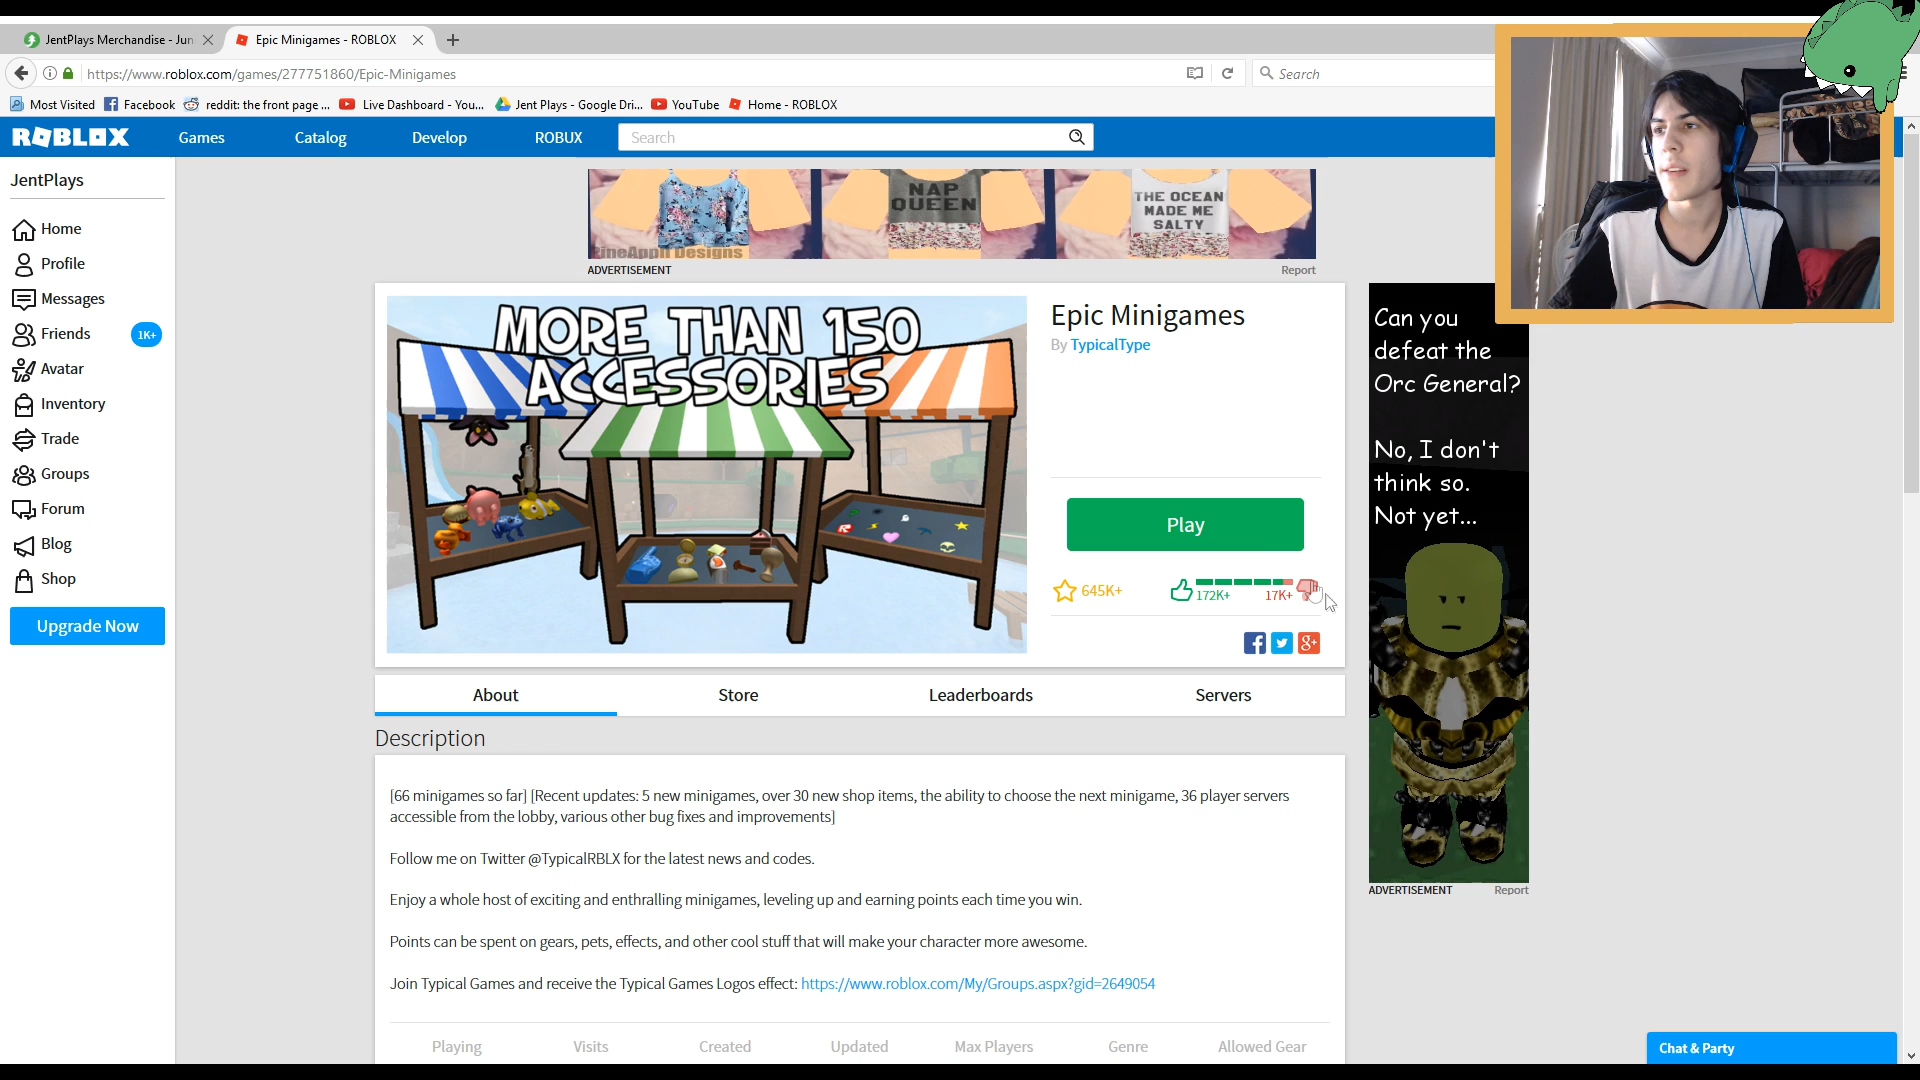 JentPlays Merchandise - Jun
Epic Minigames - ROBLOX
https://www.roblox.com/games/277751860/Epic-Minigames
Search
Most Visited
Facebook
reddit: the front page ...
Live Dashboard - You...
Jent Plays - Google Dri...
YouTube
Home - ROBLOX
ROBLOX
Games
Catalog
Develop
ROBUX
Search
JentPlays
Home
Profile
Messages
Friends
1K+
Avatar
Inventory
Trade
Groups
Forum
Blog
Shop
Upgrade Now
NAP
QUEEN
THE OCEAN
MADE ME
SALTY
Designs
ADVERTISEMENT
Report
MORE THAN 150
ACCESSORIES
Epic Minigames
By TypicalType
Play
645K+
172K+
17K+
g+
About
Store
Leaderboards
Servers
Description
[66 minigames so far] [Recent updates: 5 new minigames, over 30 new shop items, the ability to choose the next minigame, 36 player servers
accessible from the lobby, various other bug fixes and improvements]
Follow me on Twitter @TypicalRBLX for the latest news and codes.
Enjoy a whole host of exciting and enthralling minigames, leveling up and earning points each time you win.
Points can be spent on gears, pets, effects, and other cool stuff that will make your character more awesome.
Join Typical Games and receive the Typical Games Logos effect: https://www.roblox.com/My/Groups.aspx?gid=2649054
Playing
Visits
Created
Updated
Max Players
Genre
Allowed Gear
Can you
defeat the
Orc General?
No, I don't
think so.
Not yet...
ADVERTISEMENT
Report
Chat & Party